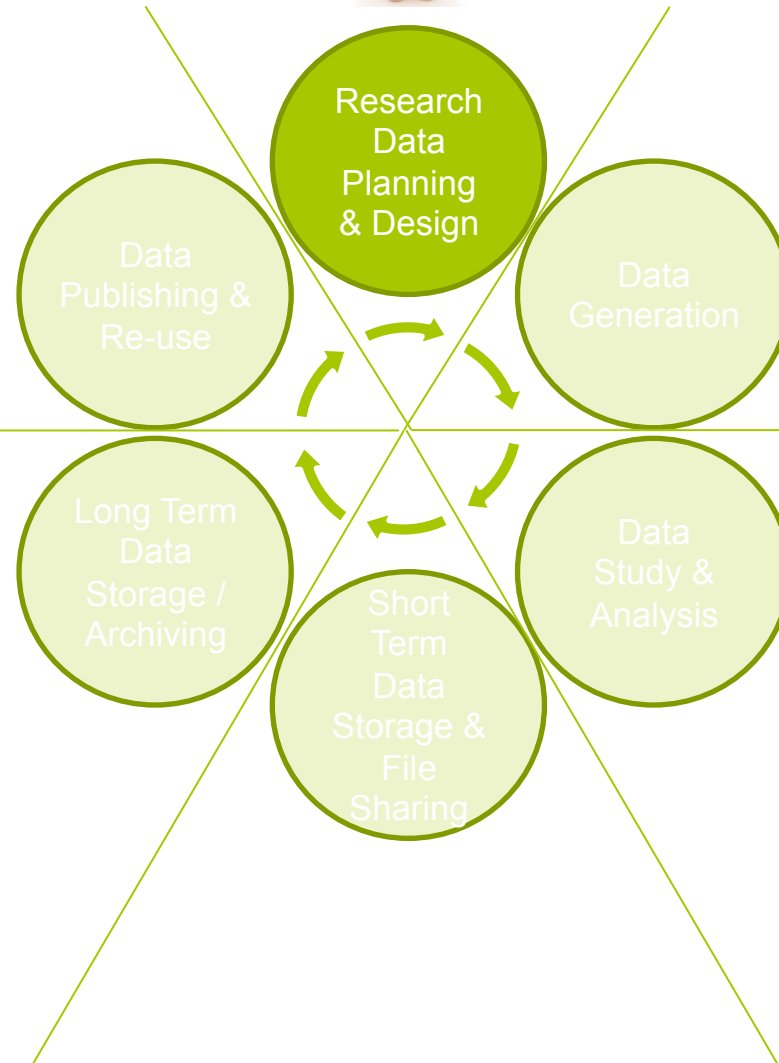 Research
Data
Planning
& Design
Data
Generation
Data
Study &
Analysis
Short
Term
Data
Storage &
File
Sharing
Long Term
Data
Storage /
Archiving
Data
Publishing &
Re-use